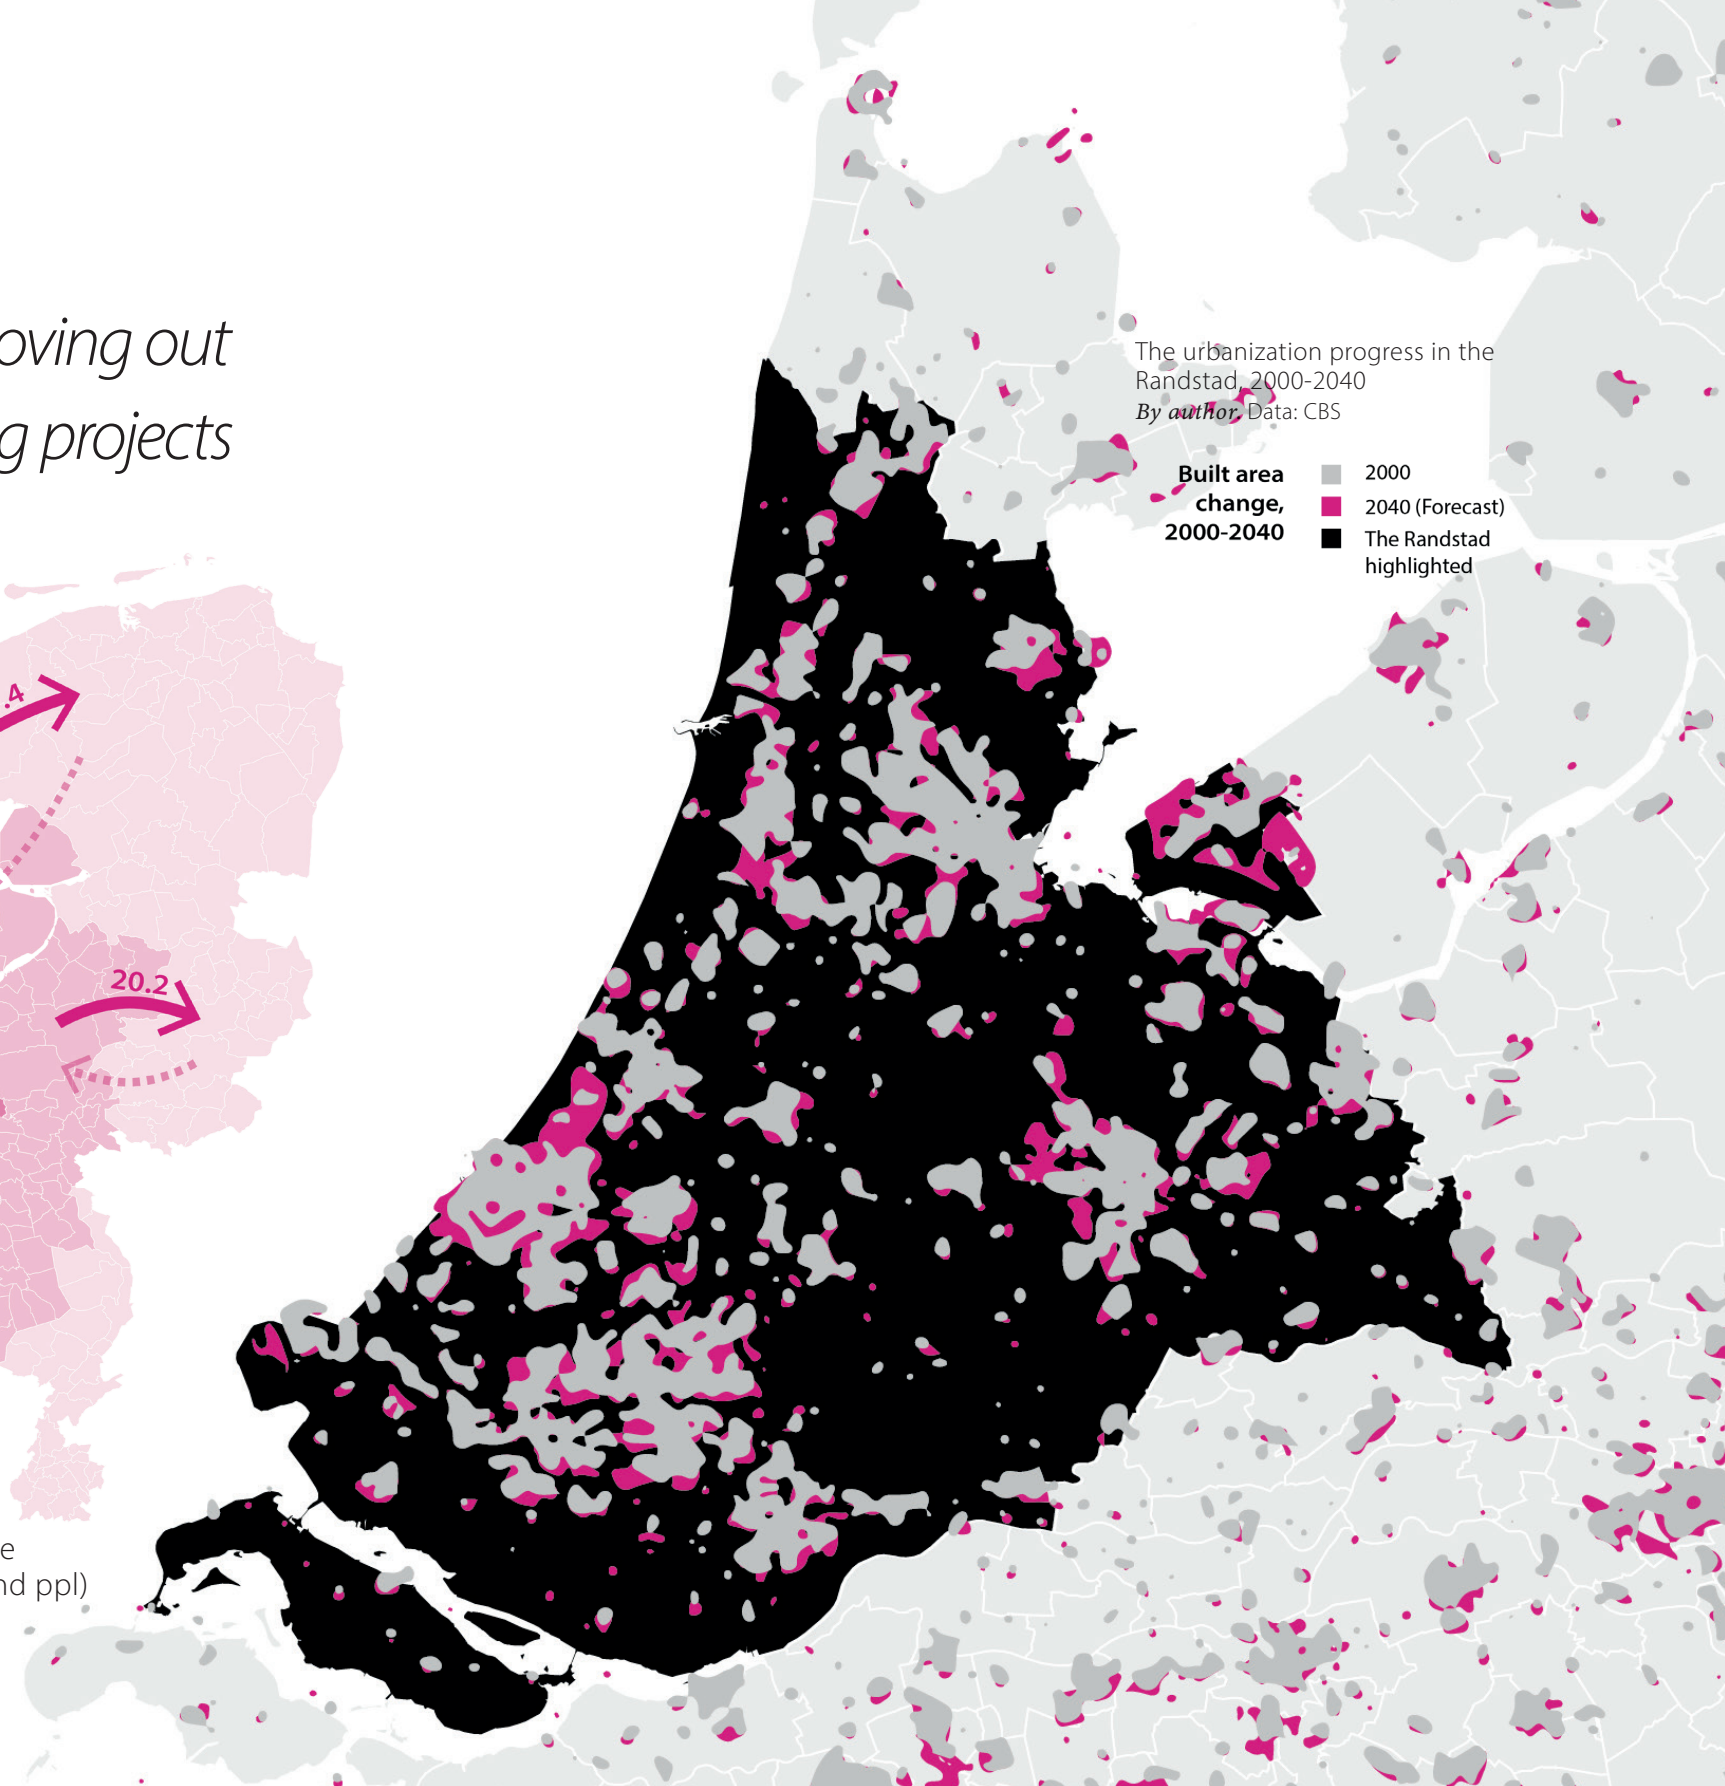 oving out
g projects
.4
20.2
e
nd ppl)
The urbanization progress in the
Randstad, 2000-2040
By author. Data: CBS
Built area
change,
2000-2040
2000
2040 (Forecast)
The Randstad
highlighted